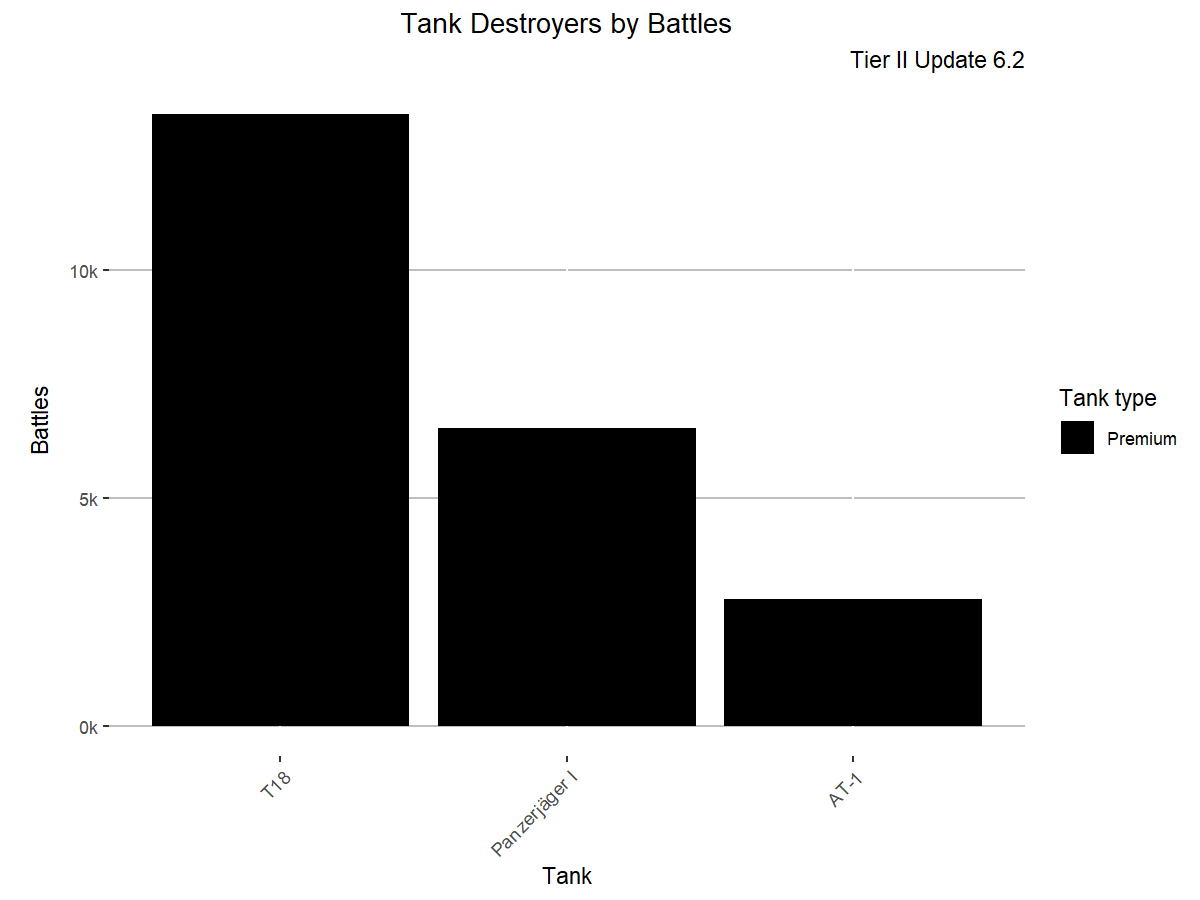 Tank Destroyers by Battles
Tier II Update 6.2
10k
5k
0k
Battles
T18
Panzerjäger I
AT-1
Tank
Tank type
Premium